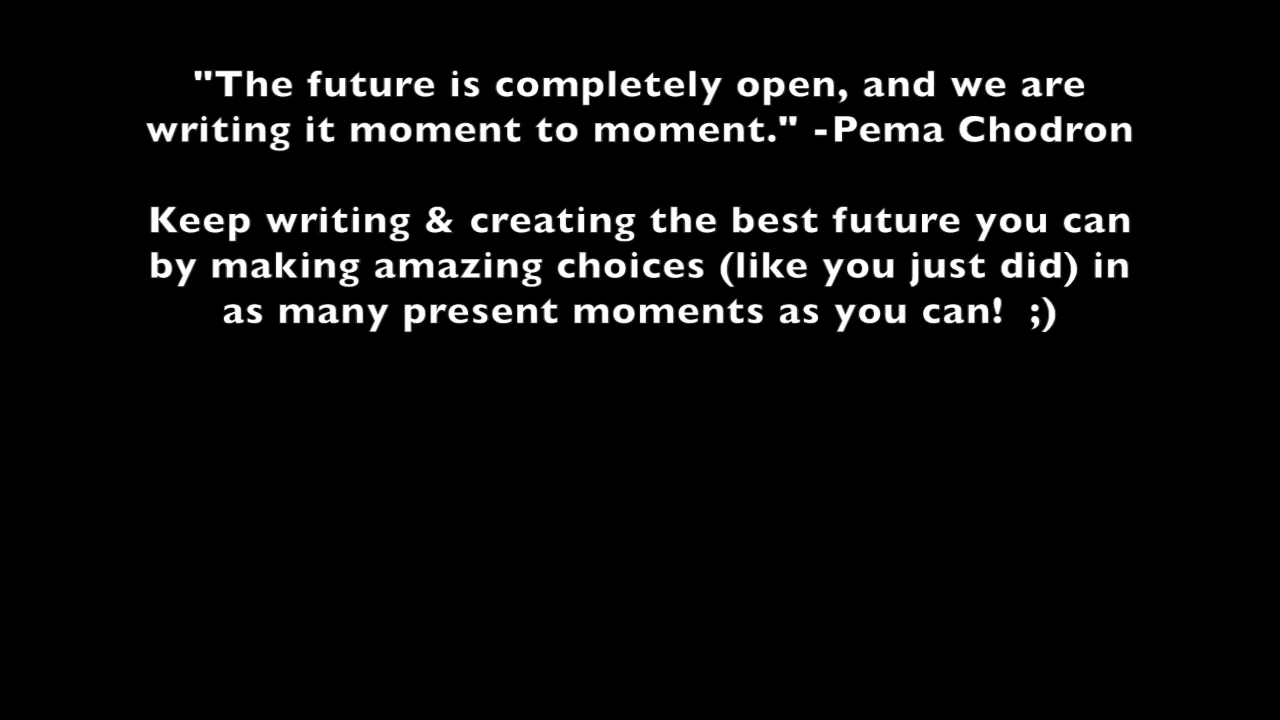 "The future is completely open, and we are
writing it moment to moment." -Pema Chodron
Keep writing & creating the best future you can
by making amazing choices (like you just did) in
as many present moments as you can!  ;)